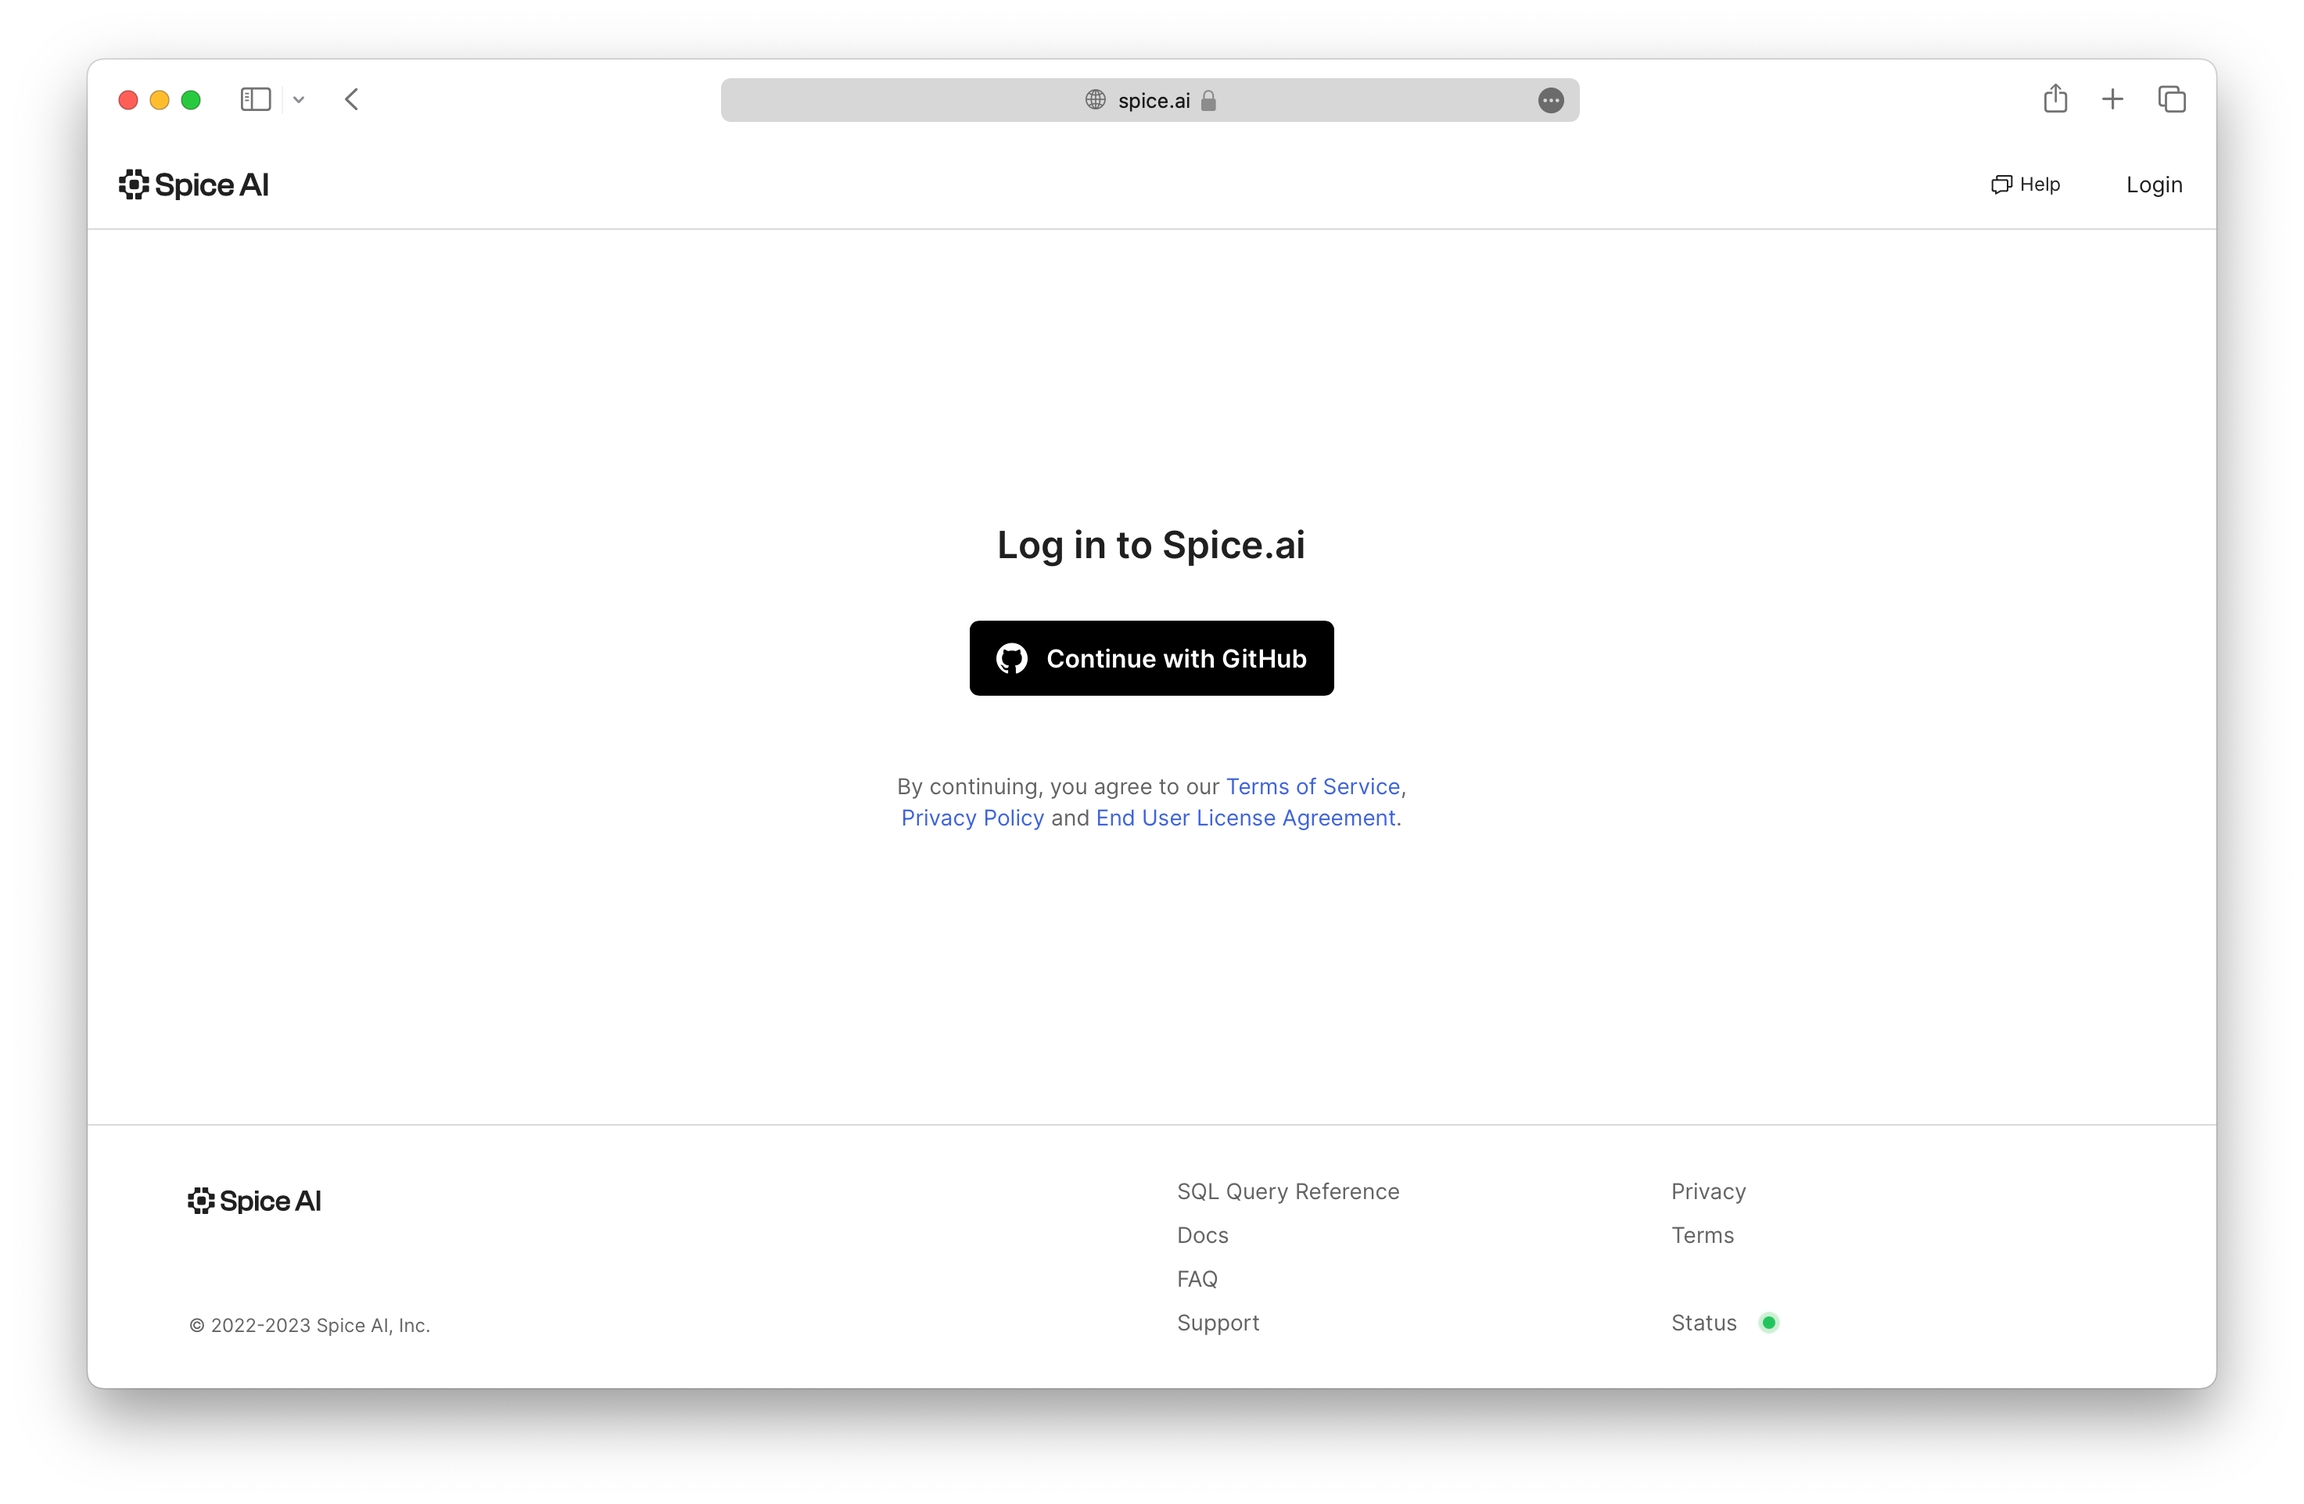 spice.ai
Spice AI
Help
Login
Log in to Spice.ai
Continue with GitHub
By continuing, you agree to our Terms of Service,
Privacy Policy and End User License Agreement.
Spice AI
© 2022-2023 Spice AI, Inc.
SQL Query Reference
Docs
FAQ
Support
Privacy
Terms
Status